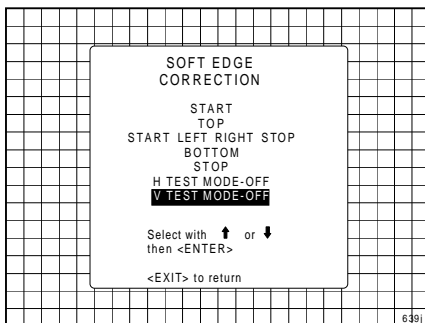 SOFT EDGE
CORRECTION
START
TOP
START LEFT RIGHT STOP
BOTTOM
STOP
H TEST MODE-OFF
V TEST MODE-OFF
Select with ⬆ or ⬇
then <ENTER>
<EXIT> to return
639i